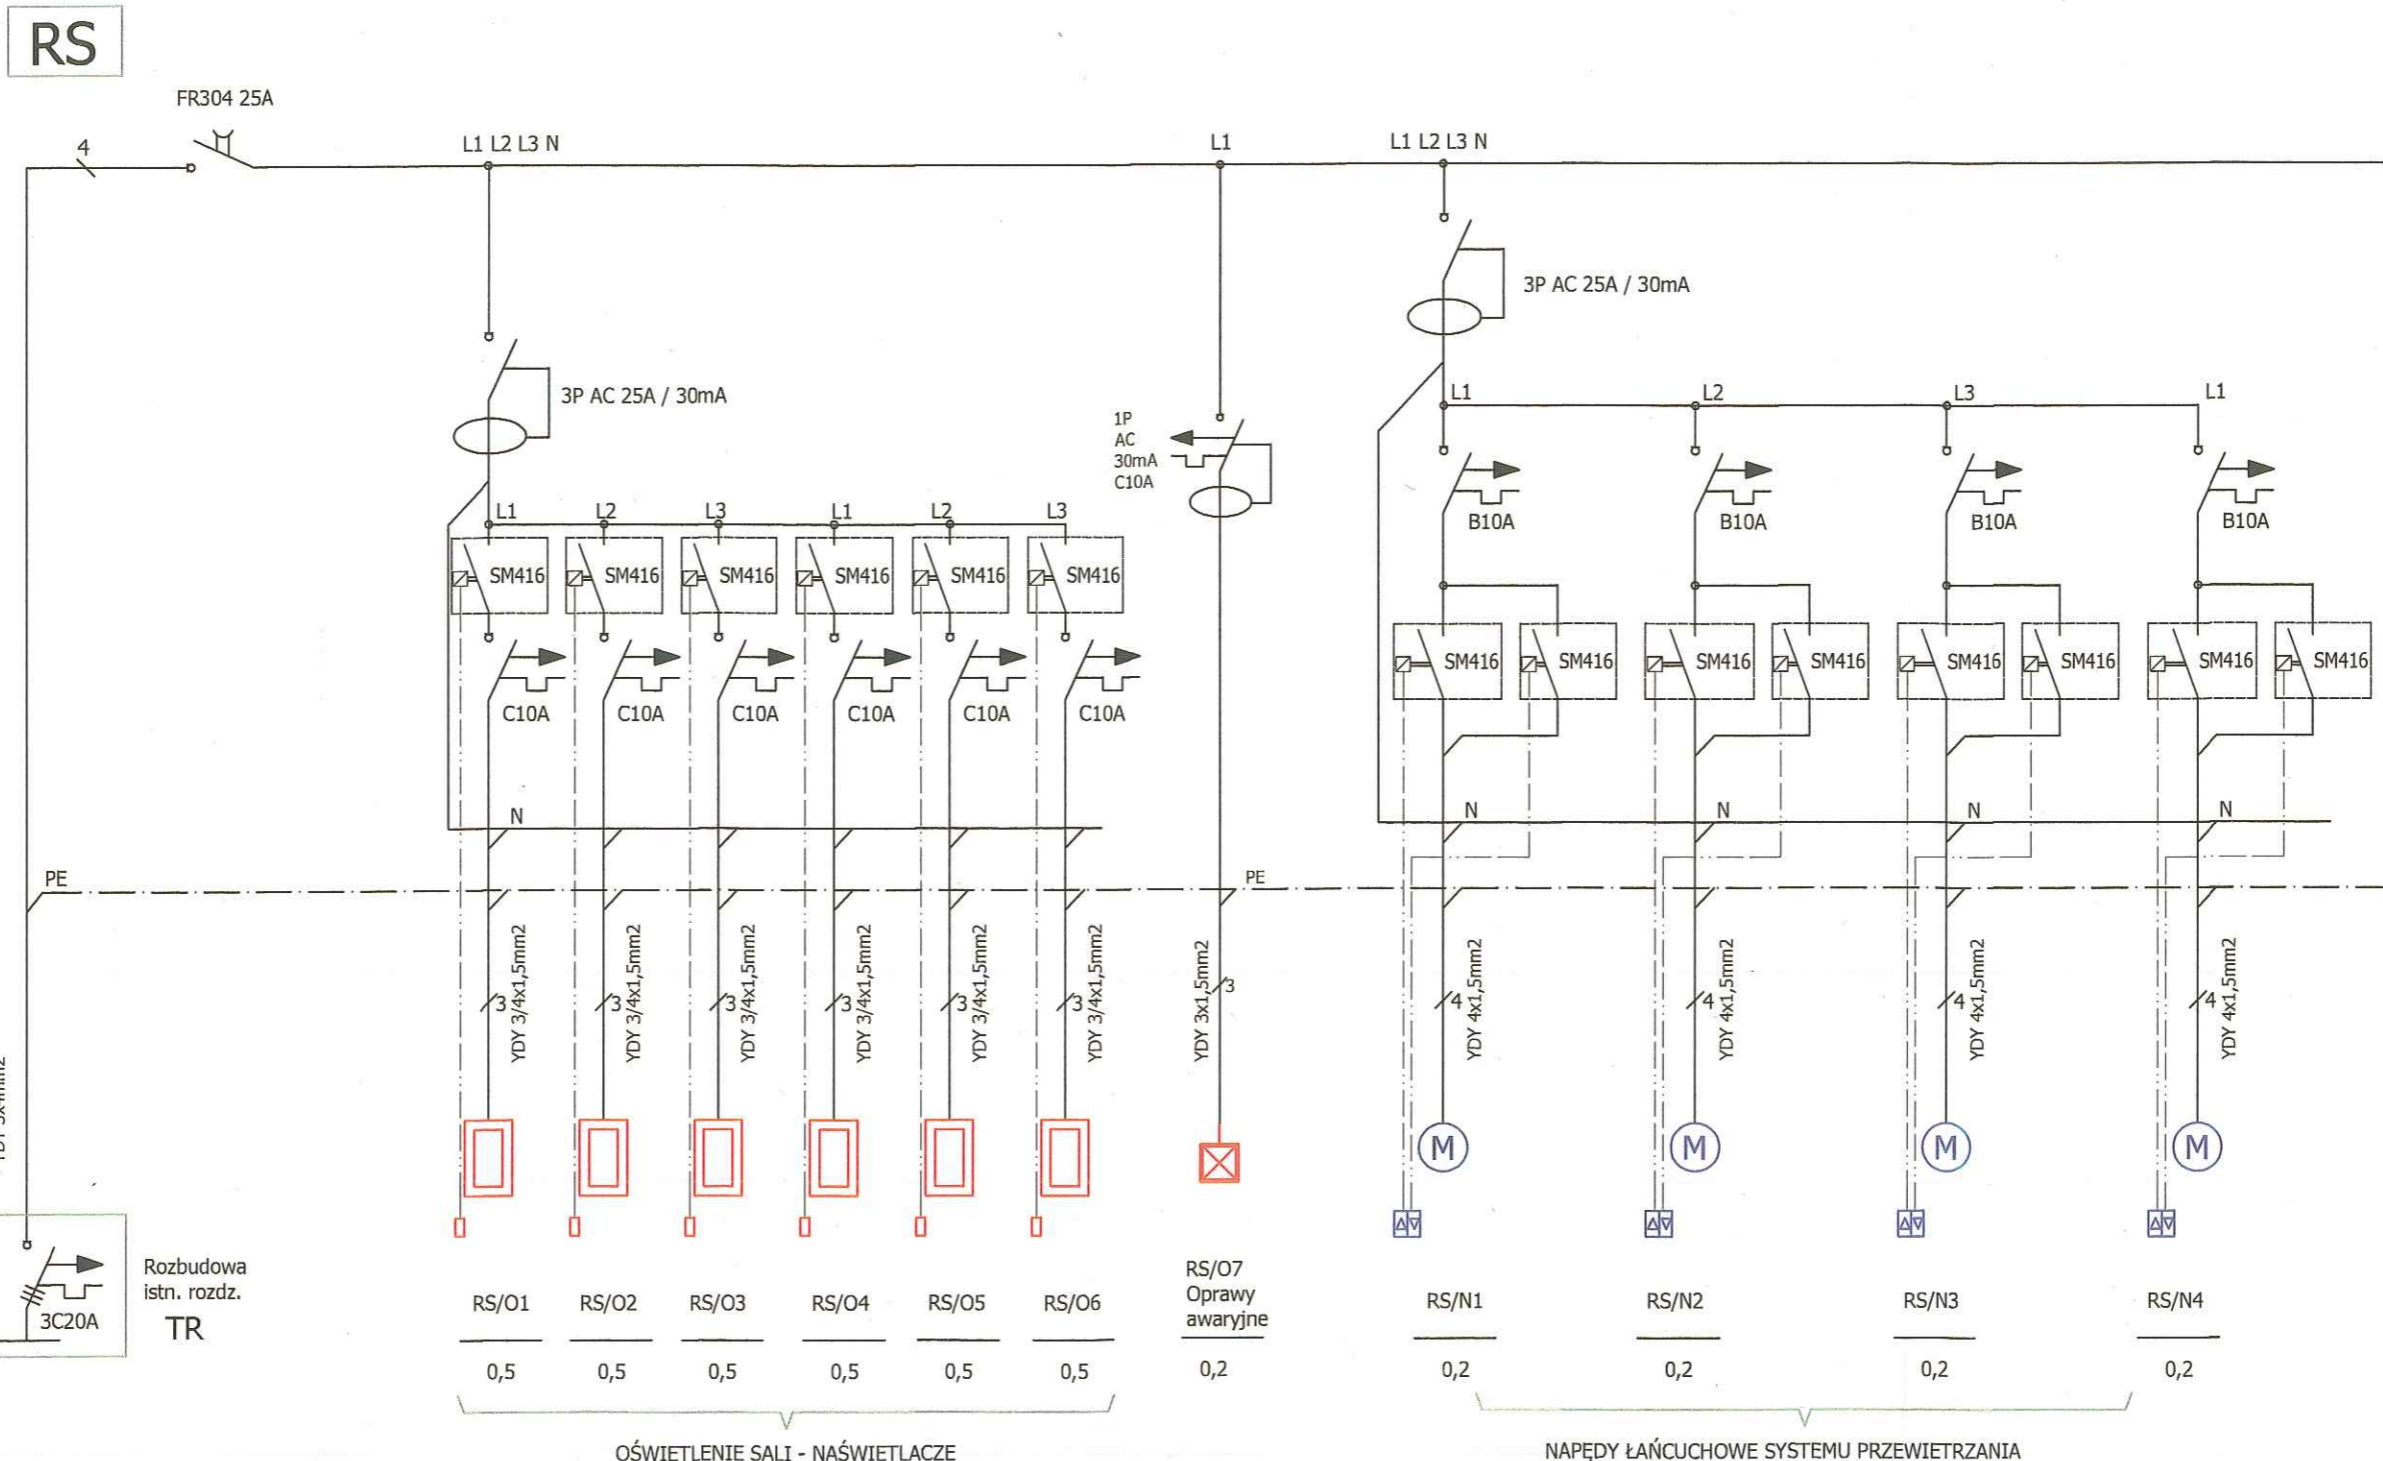 RS
FR304 25A
4
L1 L2 L3 N
L1
L1 L2 L3 N
3P AC 25A / 30mA
3P AC 25A / 30mA
1P
AC
30mA
C10A
L1
L2
L3
L1
B10A
B10A
B10A
B10A
L1
L2
L3
L1
L2
L3
SM416
SM416
SM416
SM416
SM416
SM416
C10A
C10A
C10A
C10A
C10A
C10A
SM416
SM416
SM416
SM416
SM416
SM416
SM416
SM416
N
N
N
N
N
PE
PE
3
YDY 3/4x1,5mm2
3
YDY 3/4x1,5mm2
3
YDY 3/4x1,5mm2
3
YDY 3/4x1,5mm2
3
YDY 3/4x1,5mm2
3
YDY 3/4x1,5mm2
YDY 3x1,5mm2
3
4
YDY 4x1,5mm2
4
YDY 4x1,5mm2
4
YDY 4x1,5mm2
4
YDY 4x1,5mm2
M
M
M
M
3C20A
Rozbudowa
istn. rozdz.
TR
RS/O1
0,5
RS/O2
0,5
RS/O3
0,5
RS/O4
0,5
RS/O5
0,5
RS/O6
0,5
RS/O7
Oprawy
awaryjne
0,2
RS/N1
0,2
RS/N2
0,2
RS/N3
0,2
RS/N4
0,2
OŚWIETLENIE SALI - NAŚWIETLACZE
NAPĘDY ŁAŃCUCHOWE SYSTEMU PRZEWIETRZANIA